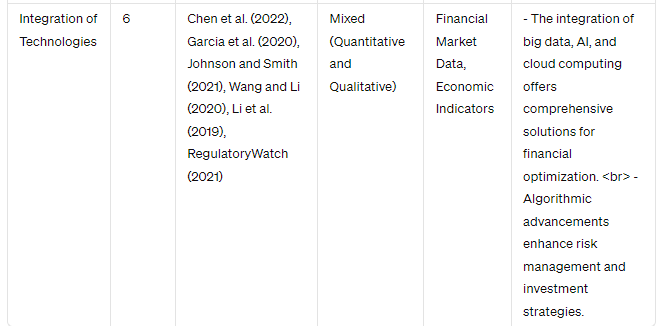 Integration of
Technologies
6
Chen et al. (2022),
Garcia et al. (2020),
Johnson and Smith
(2021), Wang and Li
(2020), Li et al.
(2019),
RegulatoryWatch
(2021)
Mixed
(Quantitative
and
Qualitative)
Financial
Market
Data,
Economic
Indicators
- The integration of
big data, AI, and
cloud computing
offers
comprehensive
solutions for
financial
optimization. <br> -
Algorithmic
advancements
enhance risk
management and
investment
strategies.